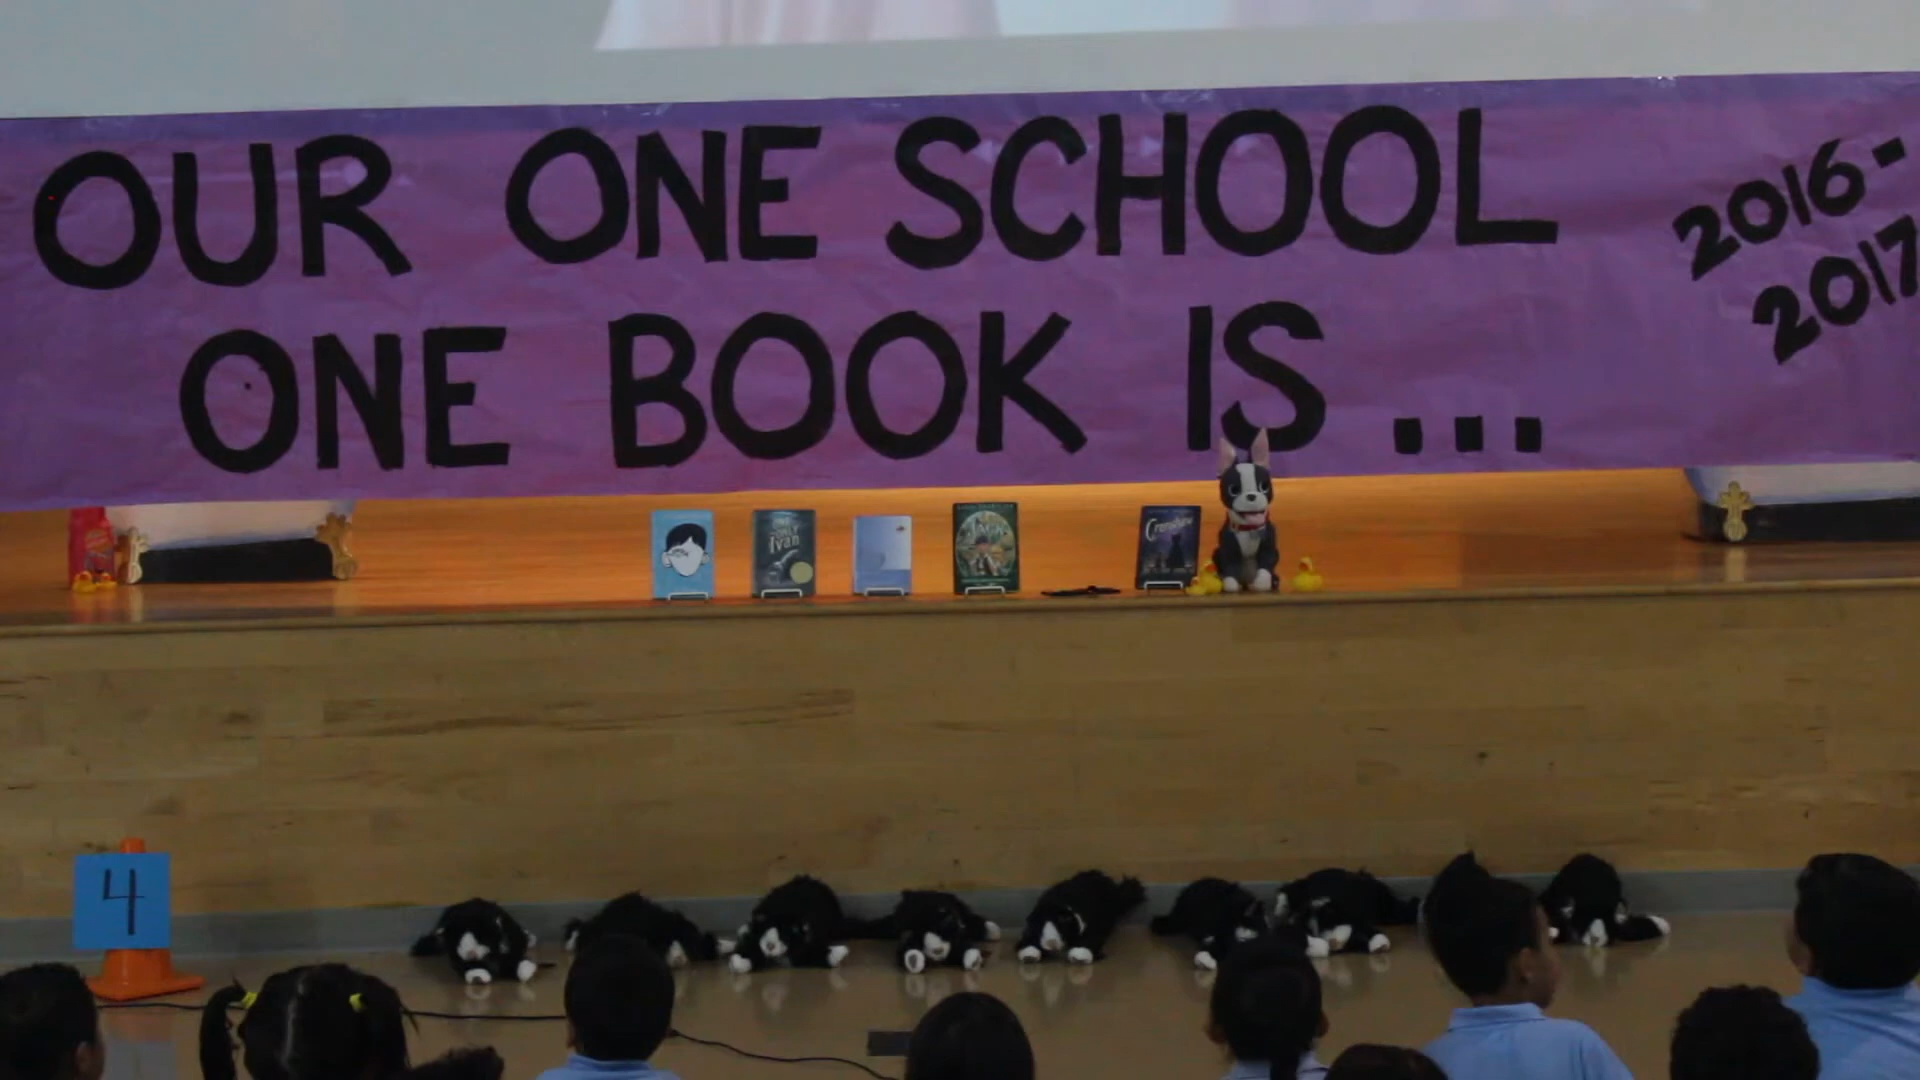 OUR ONE SCHOOL
ONE BOOK IS ...
2016-
2017
Ivan
Crenshaw
4